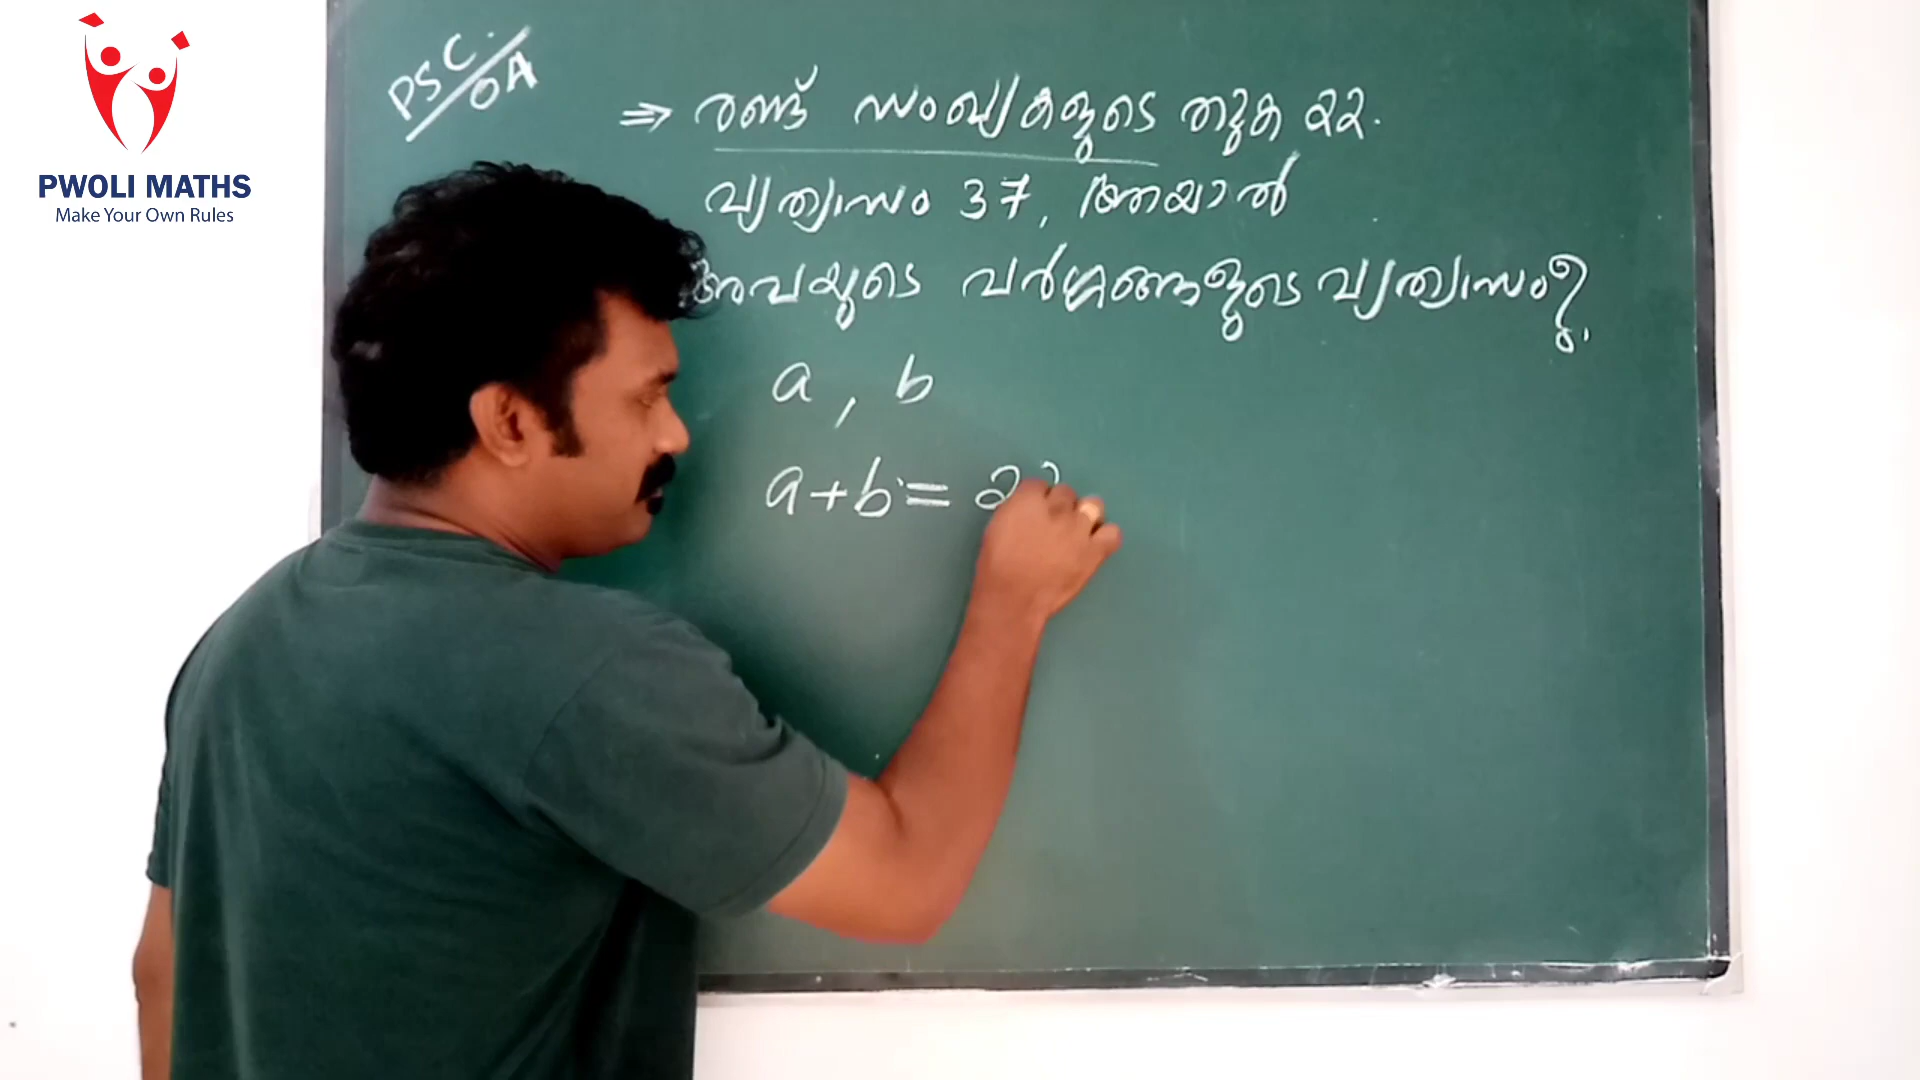 PWOLI MATHS
Make Your Own Rules
PSC/OA
⇒ രണ്ട് സംഖ്യകളുടെ തുക 22.
വ്യത്യാസം 37, ആയാൽ
അവയുടെ വർഗ്ഗങ്ങളുടെ വ്യത്യാസം?
a, b
a+b = 22